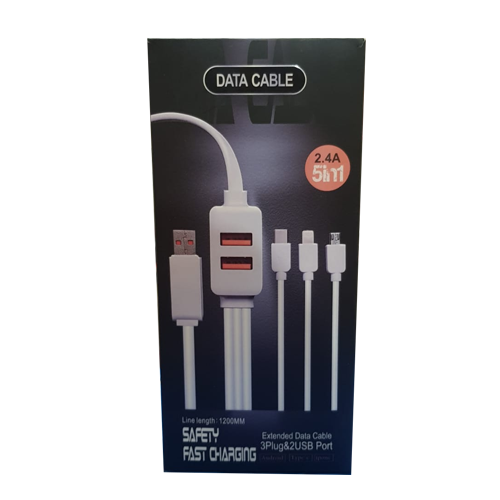 DATA CABLE
2.4A
5in1
Line length: 1200MM
SAFETY
FAST CHARGING
Extended Data Cable
3Plug&2USB Port